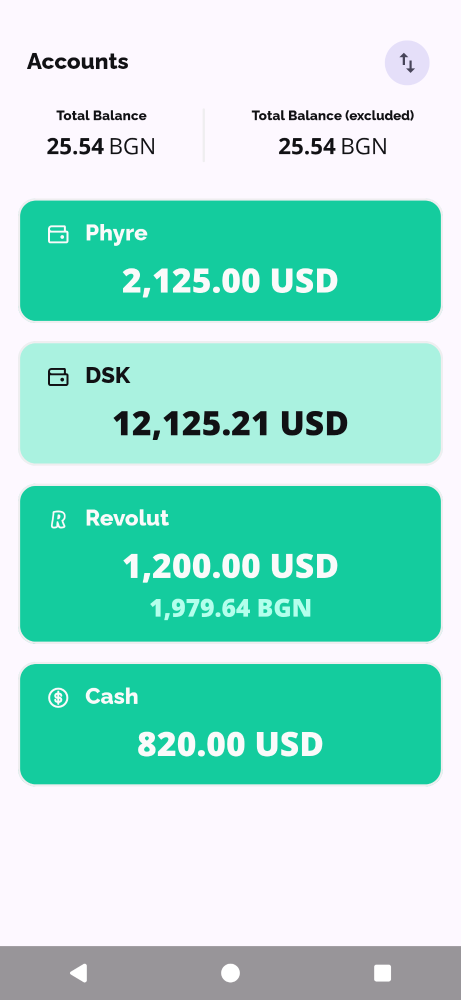 Accounts
Total Balance
25.54 BGN
Total Balance (excluded)
25.54 BGN
Phyre
2,125.00 USD
DSK
12,125.21 USD
Revolut
1,200.00 USD
1,979.64 BGN
Cash
820.00 USD